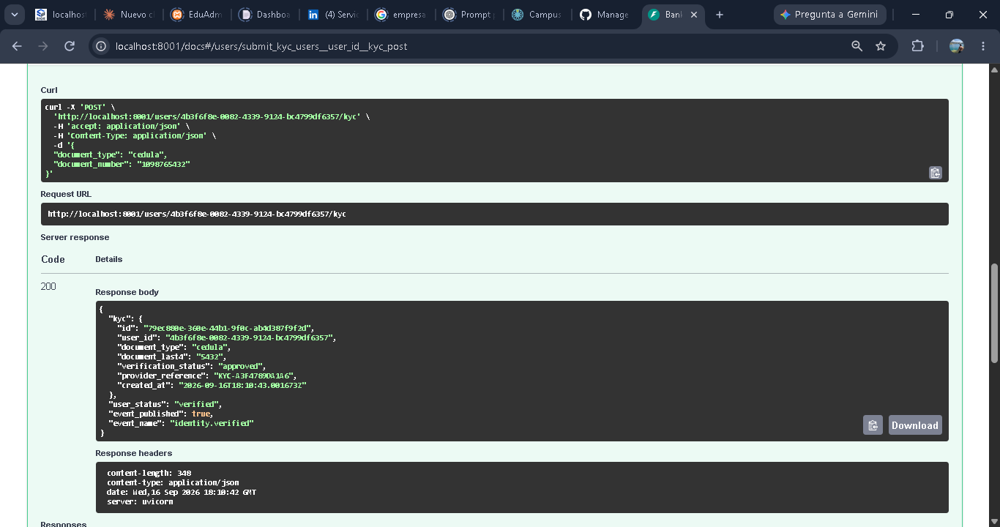 localhos
Nuevo c
EduAdm
Dashboa
(4) Servic
empresa
Prompt
Campus
Manage
Bank
Pregunta a Gemini
localhost:8001/docs#/users/submit_kyc_users__user_id__kyc_post
Curl
curl -X 'POST' \
'http://localhost:8001/users/4b3f6f8e-0082-4339-9124-bc4799df6357/kyc' \
-H 'accept: application/json' \
-H 'Content-Type: application/json' \
-d '{
"document_type": "cedula",
"document_number": "1098765432"
}'
Request URL
http://localhost:8001/users/4b3f6f8e-0082-4339-9124-bc4799df6357/kyc
Server response
Code Details
200
Response body
{
"kyc": {
"id": "79ec880e-360e-44b1-9f0c-ab4d387f9f2d",
"user_id": "4b3f6f8e-0082-4339-9124-bc4799df6357",
"document_type": "cedula",
"document_last4": "5432",
"verification_status": "approved",
"provider_reference": "KYC-A3F4789DA1A6",
"created_at": "2026-09-16T18:10:43.001673Z"
},
"user_status": "verified",
"event_published": true,
"event_name": "identity.verified"
}
Download
Response headers
content-length: 348
content-type: application/json
date: Wed,16 Sep 2026 18:10:42 GMT
server: uvicorn
Responses